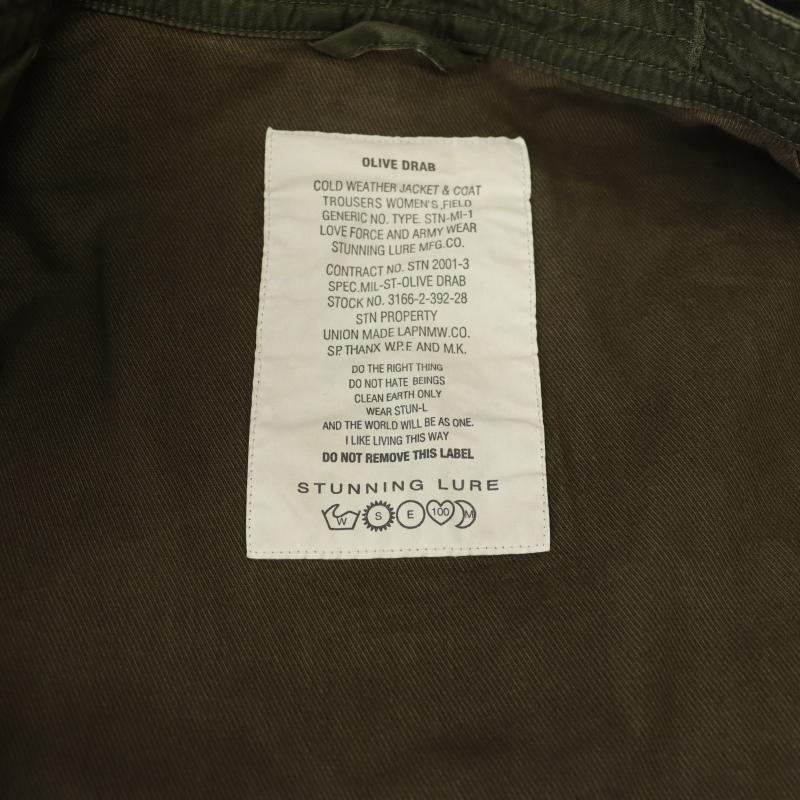 OLIVE DRAB
COLD WEATHER JACKET & COAT
TROUSERS WOMEN'S,FIELD
GENERIC NO. TYPE. STN-MI-1
LOVE FORCE AND ARMY WEAR
STUNNING LURE MFG.CO.
CONTRACT NO. STN 2001-3
SPEC.MIL-ST-OLIVE DRAB
STOCK NO. 3166-2-392-28
STN PROPERTY
UNION MADE LAPNMW.CO.
SP.THANX W.P.F. AND M.K.
DO THE RIGHT THING
DO NOT HATE BEINGS
CLEAN EARTH ONLY
WEAR STUN-L
AND THE WORLD WILL BE AS ONE.
I LIKE LIVING THIS WAY
DO NOT REMOVE THIS LABEL
STUNNING LURE
W S E 100 M